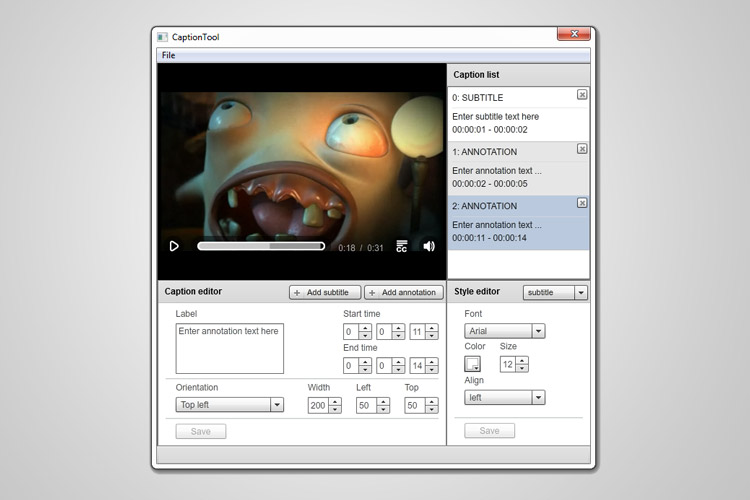 CaptionTool
File
Caption list
0: SUBTITLE
Enter subtitle text here
00:00:01 - 00:00:02
1: ANNOTATION
Enter annotation text ...
00:00:02 - 00:00:05
2: ANNOTATION
Enter annotation text ...
00:00:11 - 00:00:14
0:18 / 0:31
CC
Caption editor
+ Add subtitle
+ Add annotation
Label
Enter annotation text here
Start time
0 0 11
End time
0 0 14
Orientation
Top left
Width
200
Left
50
Top
50
Save
Style editor
subtitle
Font
Arial
Color
Size
12
Align
left
Save